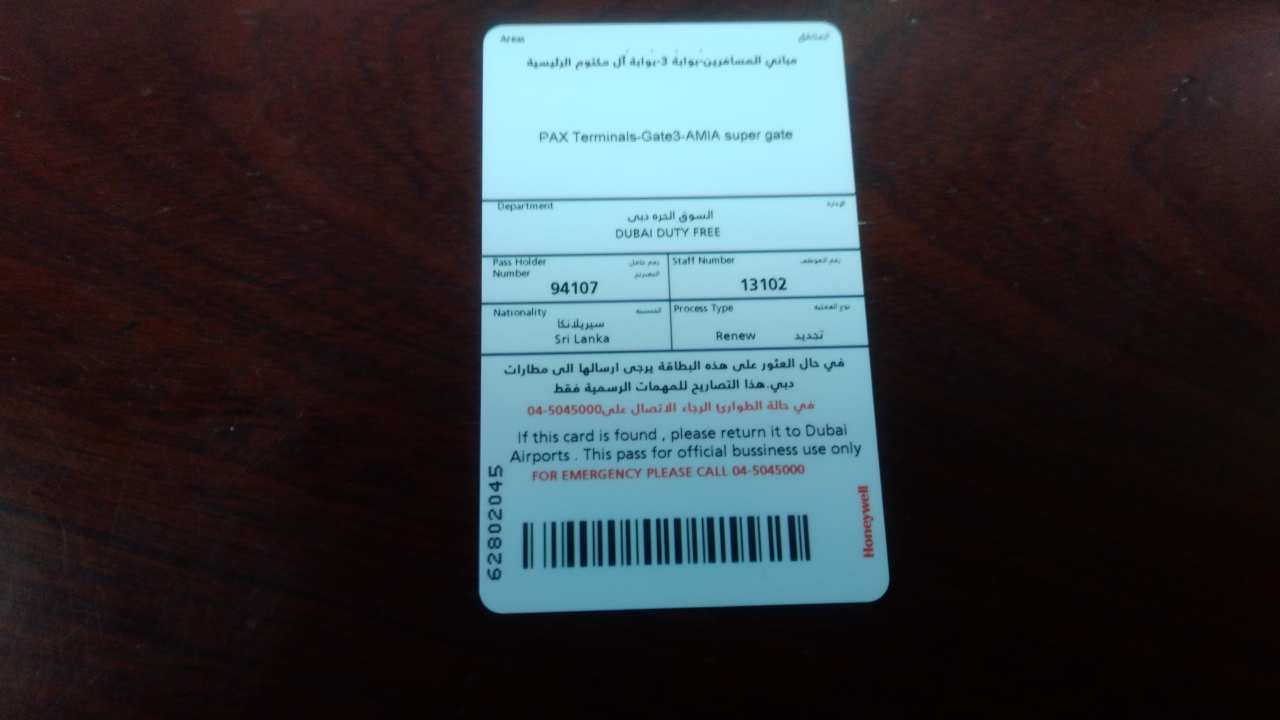 Areas المناطق
مباني المسافرين-بوابة 3-بوابة آل مكتوم الرئيسية
PAX Terminals-Gate3-AMIA super gate
Department الإدارة
السوق الحره دبي
DUBAI DUTY FREE
Pass Holder رقم حامل
Number التصريح
94107
Staff Number رقم الموظف
13102
Nationality الجنسية
سيريلانكا
Sri Lanka
Process Type نوع العملية
Renew تجديد
في حال العثور على هذه البطاقة يرجى ارسالها الى مطارات
دبي.هذا التصاريح للمهمات الرسمية فقط
في حالة الطوارئ الرجاء الاتصال على04-5045000
If this card is found , please return it to Dubai
Airports . This pass for official bussiness use only
FOR EMERGENCY PLEASE CALL 04-5045000
62802045
Honeywell